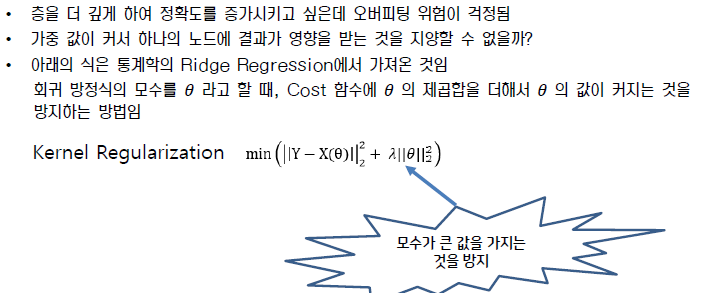 • 층을 더 깊게 하여 정확도를 증가시키고 싶은데 오버피팅 위험이 걱정됨
• 가중 값이 커서 하나의 노드에 결과가 영향을 받는 것을 지양할 수 없을까?
• 아래의 식은 통계학의 Ridge Regression에서 가져온 것임
회귀 방정식의 모수를 θ 라고 할 때, Cost 함수에 θ 의 제곱합을 더해서 θ 의 값이 커지는 것을
방지하는 방법임
Kernel Regularization min(||Y − X(θ)||₂² + λ||θ||₂²)
모수가 큰 값을 가지는
것을 방지